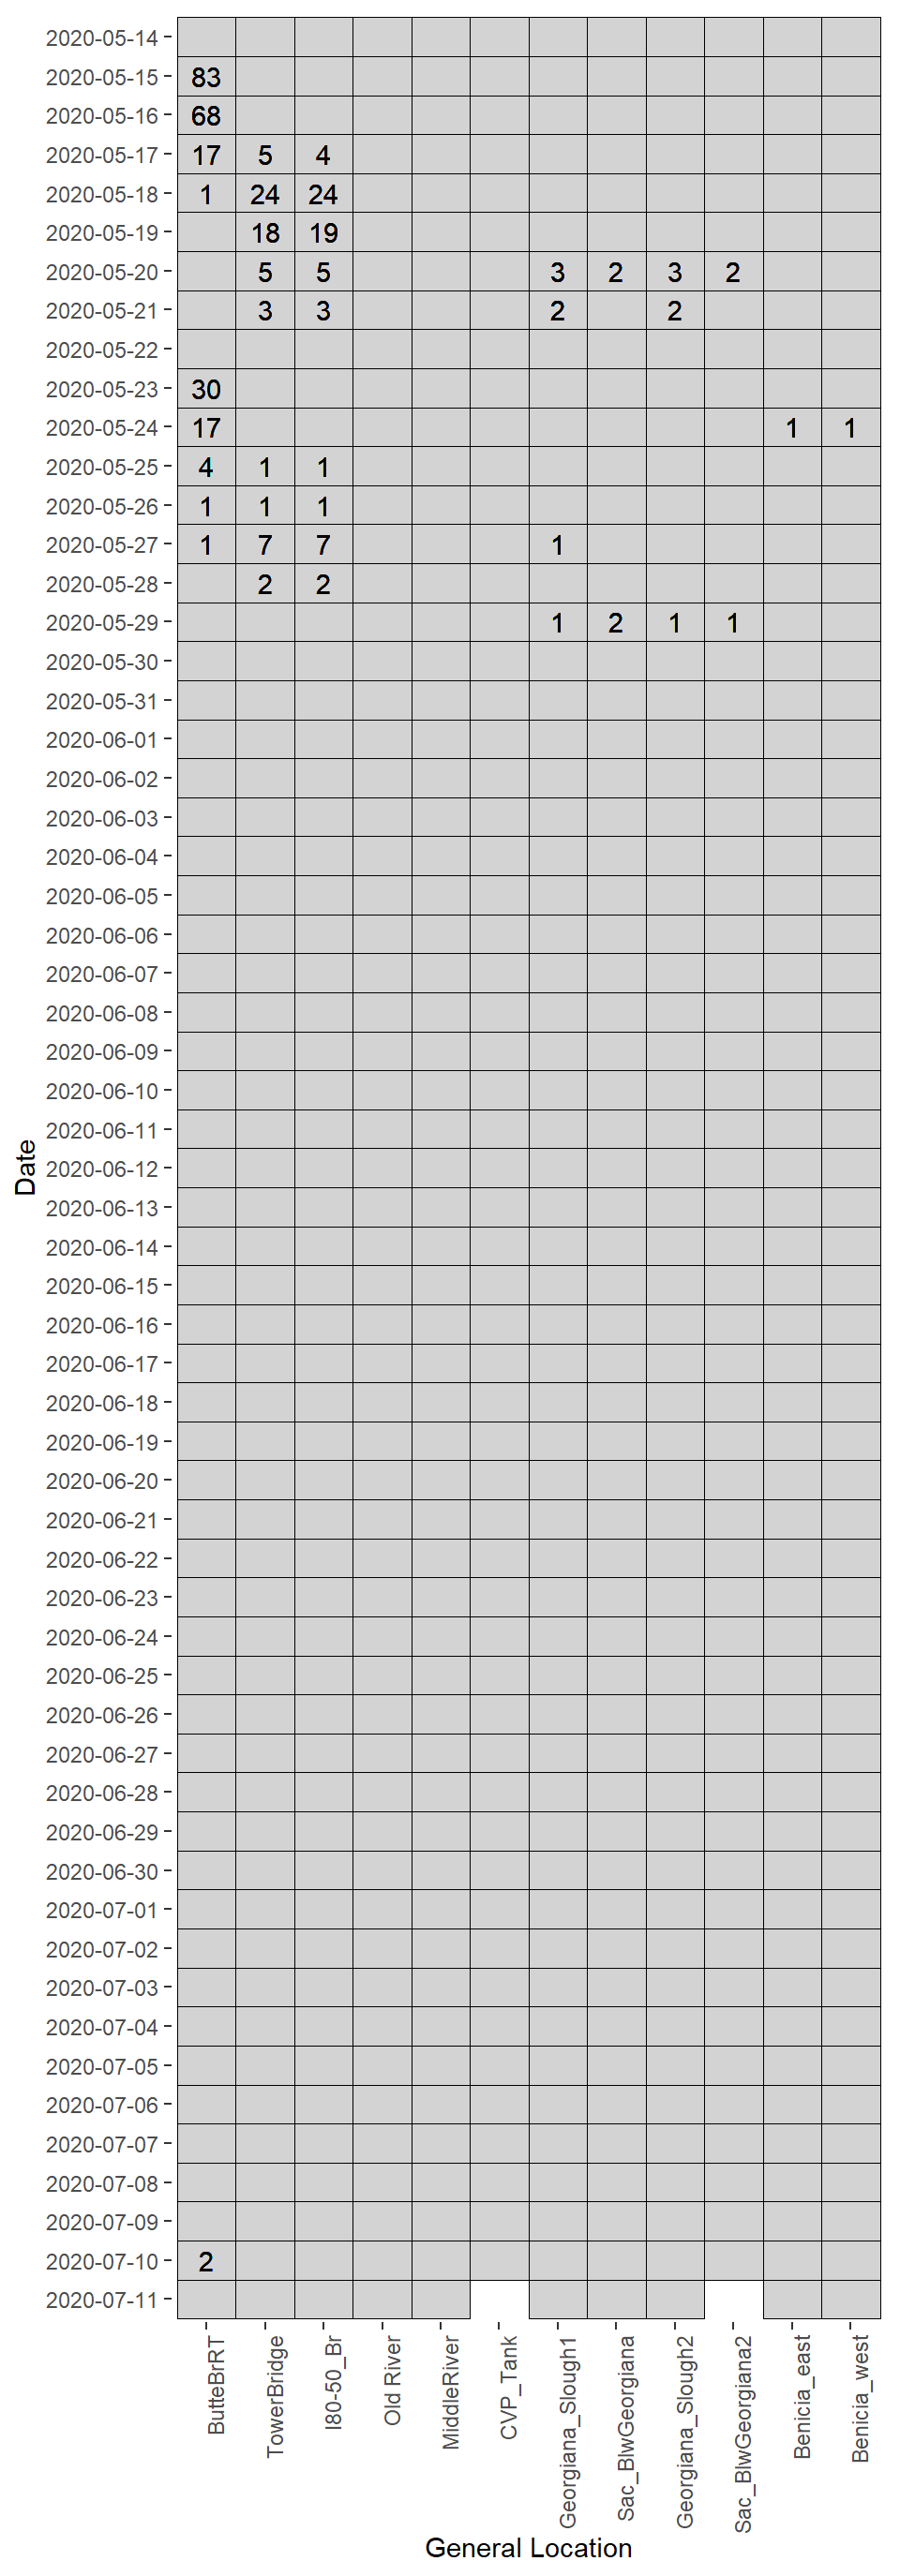 2020-05-14
2020-05-15 83
2020-05-16 68
2020-05-17 17 5 4
2020-05-18 1 24 24
2020-05-19 18 19
2020-05-20 5 5 3 2 3 2
2020-05-21 3 3 2 2
2020-05-22
2020-05-23 30
2020-05-24 17 1 1
2020-05-25 4 1 1
2020-05-26 1 1 1
2020-05-27 1 7 7 1
2020-05-28 2 2
2020-05-29 1 2 1 1
2020-05-30
2020-05-31
2020-06-01
2020-06-02
2020-06-03
2020-06-04
2020-06-05
2020-06-06
2020-06-07
2020-06-08
2020-06-09
2020-06-10
2020-06-11
2020-06-12
2020-06-13
2020-06-14
2020-06-15
2020-06-16
2020-06-17
2020-06-18
2020-06-19
2020-06-20
2020-06-21
2020-06-22
2020-06-23
2020-06-24
2020-06-25
2020-06-26
2020-06-27
2020-06-28
2020-06-29
2020-06-30
2020-07-01
2020-07-02
2020-07-03
2020-07-04
2020-07-05
2020-07-06
2020-07-07
2020-07-08
2020-07-09
2020-07-10 2
2020-07-11
Date
ButteBrRT
TowerBridge
I80-50_Br
Old River
MiddleRiver
CVP_Tank
Georgiana_Slough1
Sac_BlwGeorgiana
Georgiana_Slough2
Sac_BlwGeorgiana2
Benicia_east
Benicia_west
General Location